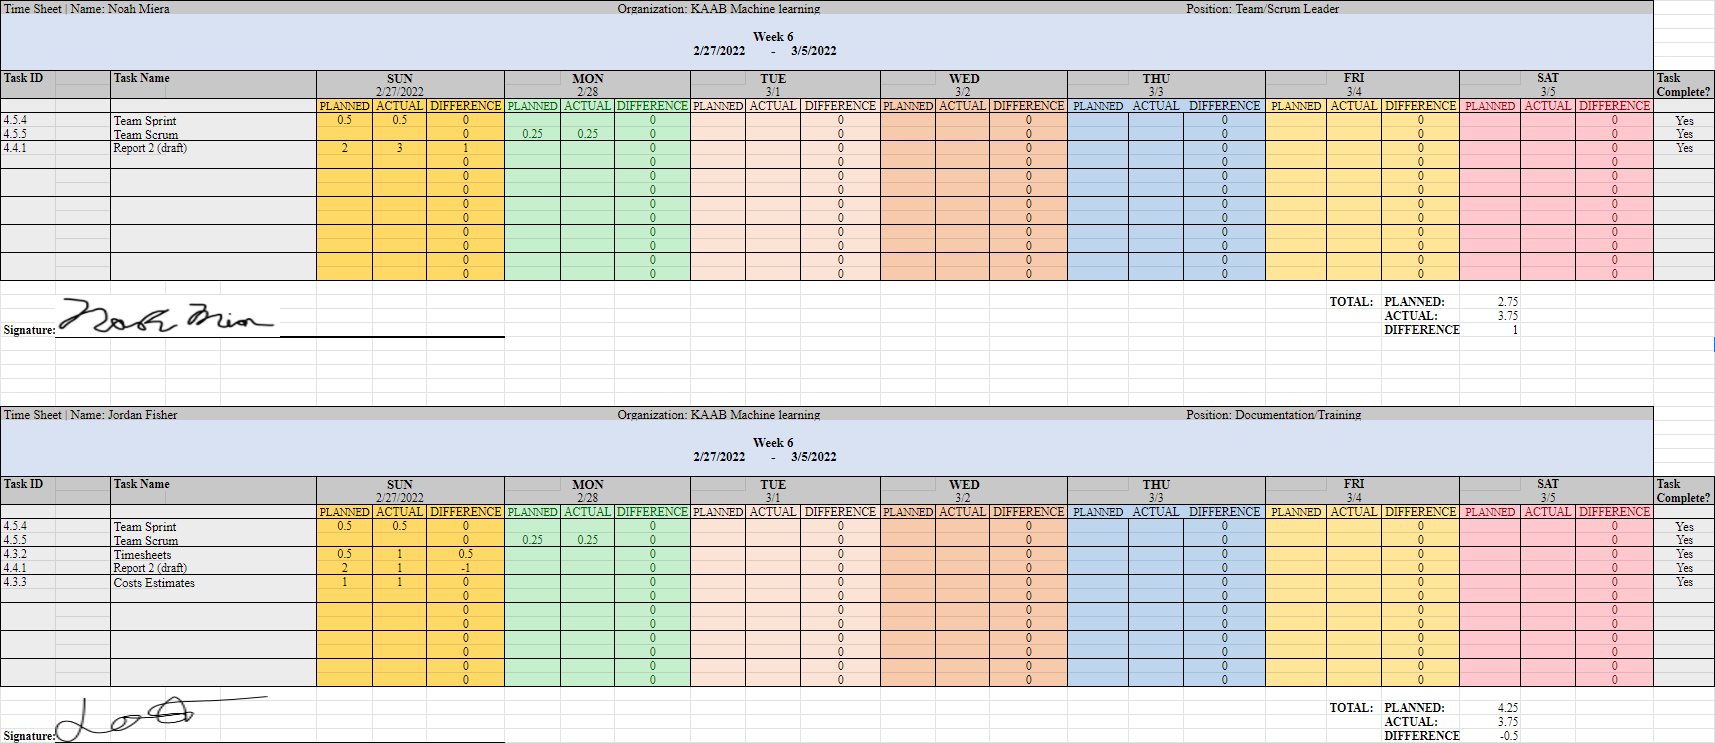 Time Sheet | Name: Noah Miera Organization: KAAB Machine learning Position: Team/Scrum Leader
Week 6
2/27/2022 - 3/5/2022
Task ID Task Name SUN MON TUE WED THU FRI SAT Task
2/27/2022 2/28 3/1 3/2 3/3 3/4 3/5 Complete?
PLANNED ACTUAL DIFFERENCE PLANNED ACTUAL DIFFERENCE PLANNED ACTUAL DIFFERENCE PLANNED ACTUAL DIFFERENCE PLANNED ACTUAL DIFFERENCE PLANNED ACTUAL DIFFERENCE PLANNED ACTUAL DIFFERENCE
4.5.4 Team Sprint 0.5 0.5 0 0 0 0 0 0 0 Yes
4.5.5 Team Scrum 0 0.25 0.25 0 0 0 0 0 0 Yes
4.4.1 Report 2 (draft) 2 3 1 0 0 0 0 0 0 Yes
0 0 0 0 0 0 0
0 0 0 0 0 0 0
0 0 0 0 0 0 0
0 0 0 0 0 0 0
0 0 0 0 0 0 0
0 0 0 0 0 0 0
0 0 0 0 0 0 0
0 0 0 0 0 0 0
0 0 0 0 0 0 0
TOTAL: PLANNED: 2.75
ACTUAL: 3.75
Signature: Noah Miera DIFFERENCE 1
Time Sheet | Name: Jordan Fisher Organization: KAAB Machine learning Position: Documentation/Training
Week 6
2/27/2022 - 3/5/2022
Task ID Task Name SUN MON TUE WED THU FRI SAT Task
2/27/2022 2/28 3/1 3/2 3/3 3/4 3/5 Complete?
PLANNED ACTUAL DIFFERENCE PLANNED ACTUAL DIFFERENCE PLANNED ACTUAL DIFFERENCE PLANNED ACTUAL DIFFERENCE PLANNED ACTUAL DIFFERENCE PLANNED ACTUAL DIFFERENCE PLANNED ACTUAL DIFFERENCE
4.5.4 Team Sprint 0.5 0.5 0 0 0 0 0 0 0 Yes
4.5.5 Team Scrum 0 0.25 0.25 0 0 0 0 0 0 Yes
4.3.2 Timesheets 0.5 1 0.5 0 0 0 0 0 0 Yes
4.4.1 Report 2 (draft) 2 1 -1 0 0 0 0 0 0 Yes
4.3.3 Costs Estimates 1 1 0 0 0 0 0 0 0 Yes
0 0 0 0 0 0 0
0 0 0 0 0 0 0
0 0 0 0 0 0 0
0 0 0 0 0 0 0
0 0 0 0 0 0 0
0 0 0 0 0 0 0
0 0 0 0 0 0 0
TOTAL: PLANNED: 4.25
ACTUAL: 3.75
Signature: DIFFERENCE -0.5